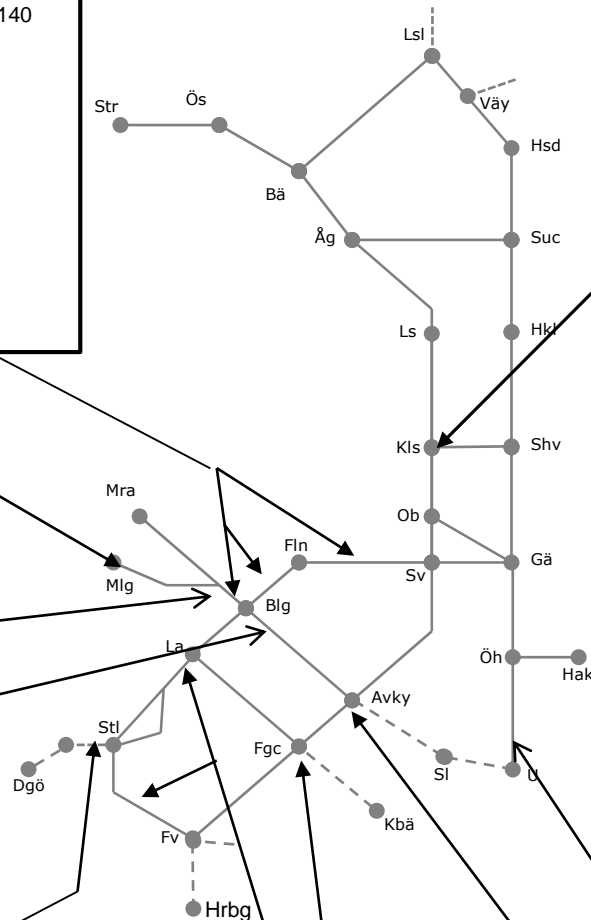 140
Lsl
Väy
Str
Ös
Hsd
Bä
Åg
Suc
Ls
Hkl
Kls
Shv
Mra
Ob
Fln
Gä
Sv
Mlg
Blg
La
Öh
Hak
Avky
Stl
Fgc
Sl
U
Dgö
Kbä
Fv
Hrbg